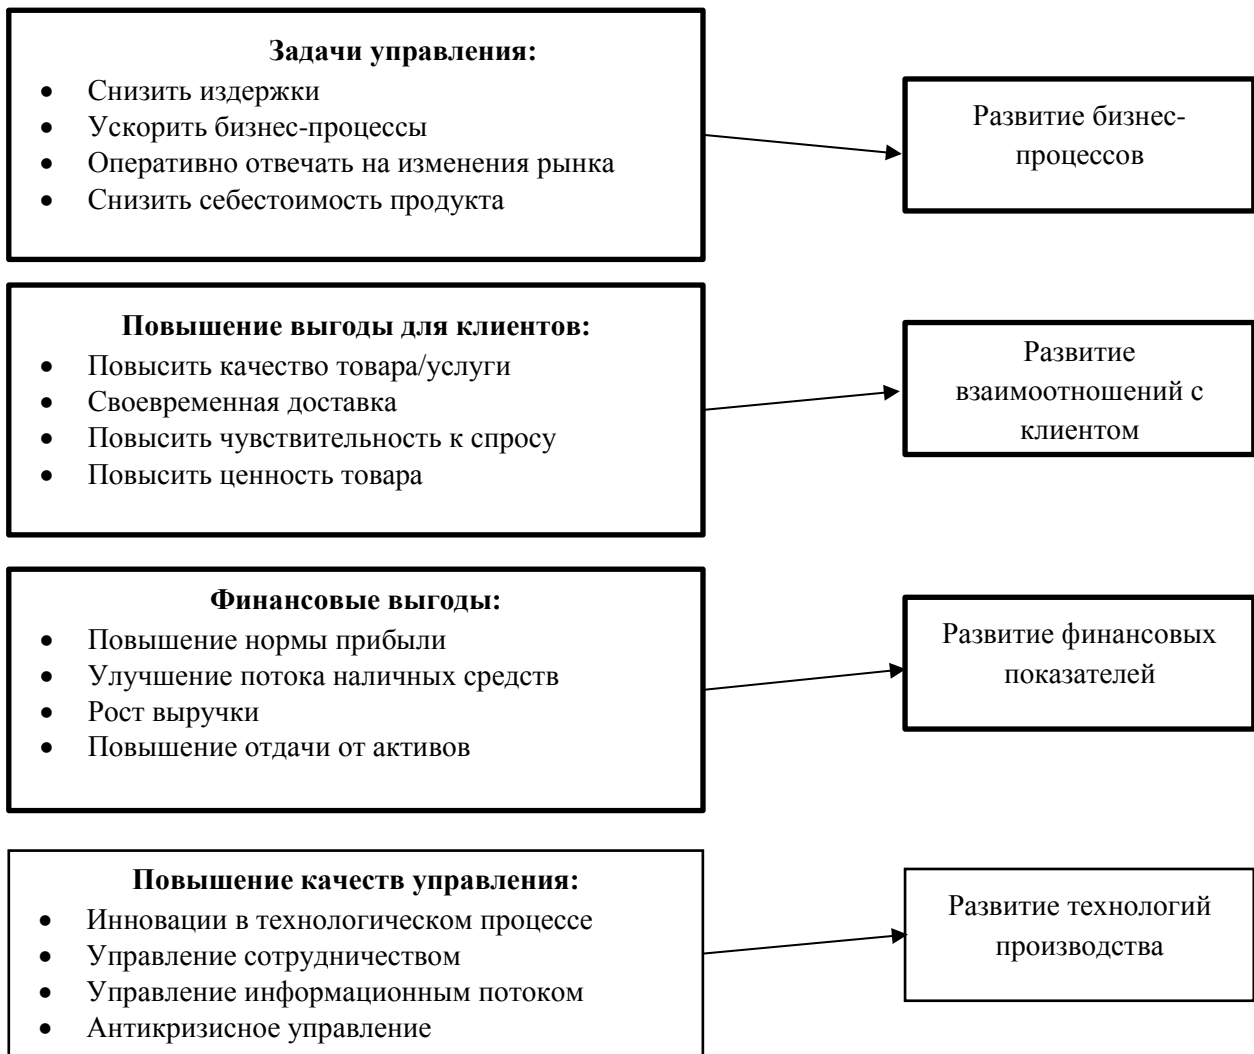 Задачи управления:
• Снизить издержки
• Ускорить бизнес-процессы
• Оперативно отвечать на изменения рынка
• Снизить себестоимость продукта
Развитие бизнес-
процессов
Повышение выгоды для клиентов:
• Повысить качество товара/услуги
• Своевременная доставка
• Повысить чувствительность к спросу
• Повысить ценность товара
Развитие
взаимоотношений с
клиентом
Финансовые выгоды:
• Повышение нормы прибыли
• Улучшение потока наличных средств
• Рост выручки
• Повышение отдачи от активов
Развитие финансовых
показателей
Повышение качеств управления:
• Инновации в технологическом процессе
• Управление сотрудничеством
• Управление информационным потоком
• Антикризисное управление
Развитие технологий
производства